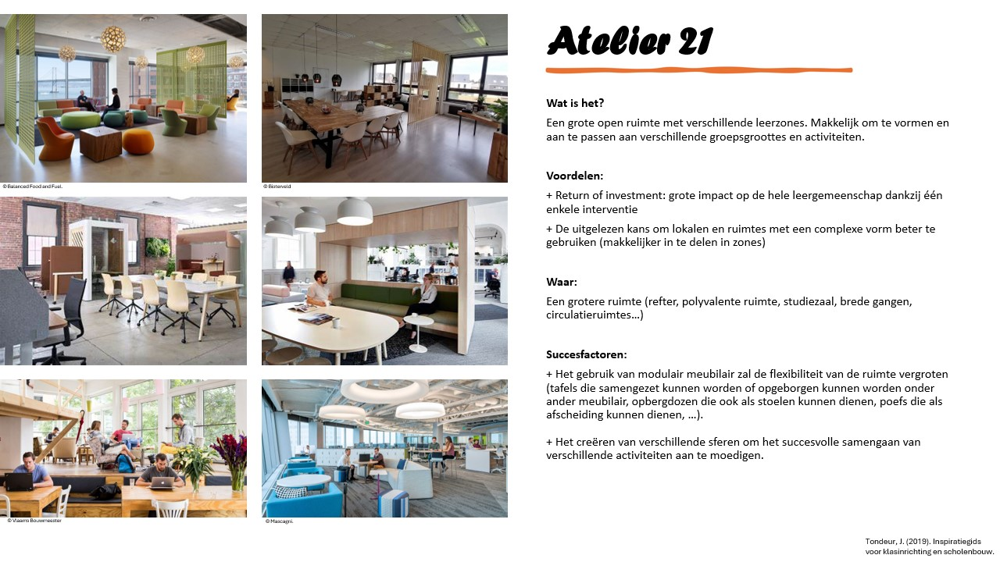 Atelier 21
Wat is het?
Een grote open ruimte met verschillende leerzones. Makkelijk om te vormen en
aan te passen aan verschillende groepsgroottes en activiteiten.
Voordelen:
+ Return of investment: grote impact op de hele leergemeenschap dankzij één
enkele interventie
+ De uitgelezen kans om lokalen en ruimtes met een complexe vorm beter te
gebruiken (makkelijker in te delen in zones)
Waar:
Een grotere ruimte (refter, polyvalente ruimte, studiezaal, brede gangen,
circulatieruimtes…)
Succesfactoren:
+ Het gebruik van modulair meubilair zal de flexibiliteit van de ruimte vergroten
(tafels die samengezet kunnen worden of opgeborgen kunnen worden onder
ander meubilair, opbergdozen die ook als stoelen kunnen dienen, poefs die als
afscheiding kunnen dienen, …).
+ Het creëren van verschillende sferen om het succesvolle samengaan van
verschillende activiteiten aan te moedigen.
© Balanced Food and Fuel.
© Bisterveld
© Vlaams Bouwmeester
© Mascagni.
Tondeur, J. (2019). Inspiratiegids
voor klasinrichting en scholenbouw.